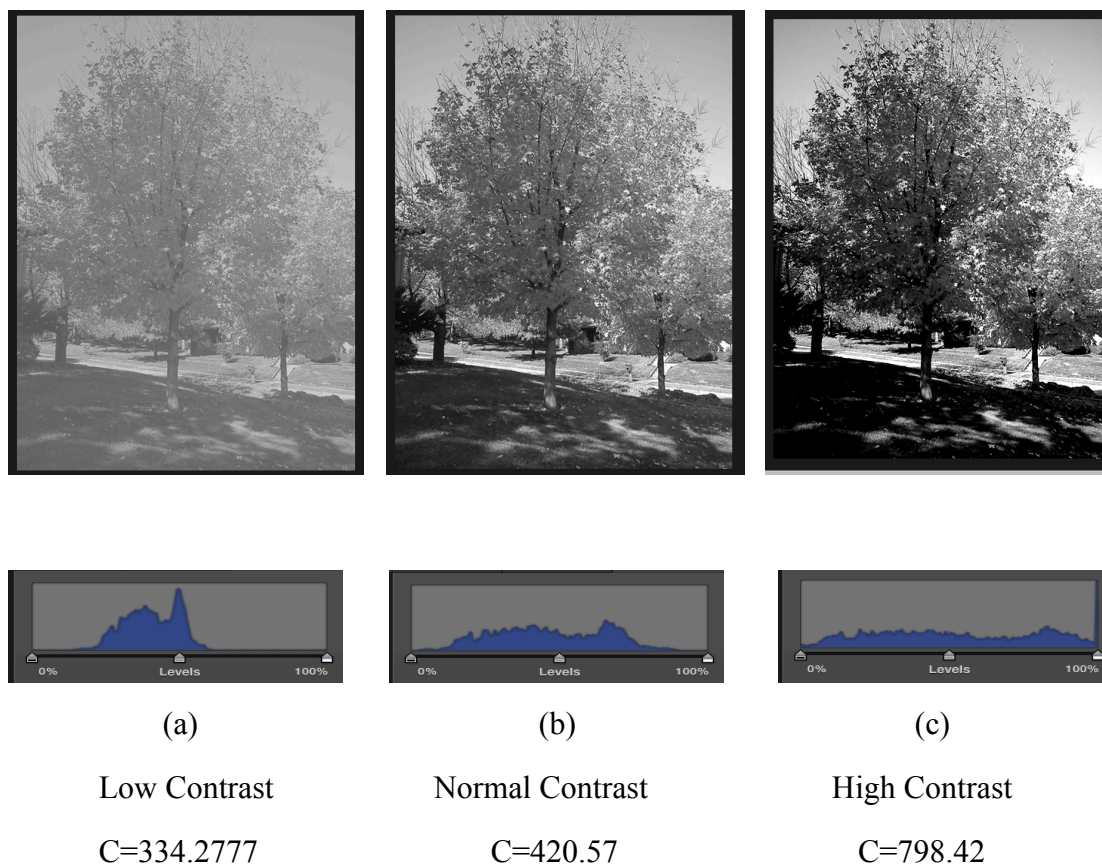 0% Levels 100%
0% Levels 100%
0% Levels 100%
(a)
(b)
(c)
Low Contrast
Normal Contrast
High Contrast
C=334.2777
C=420.57
C=798.42